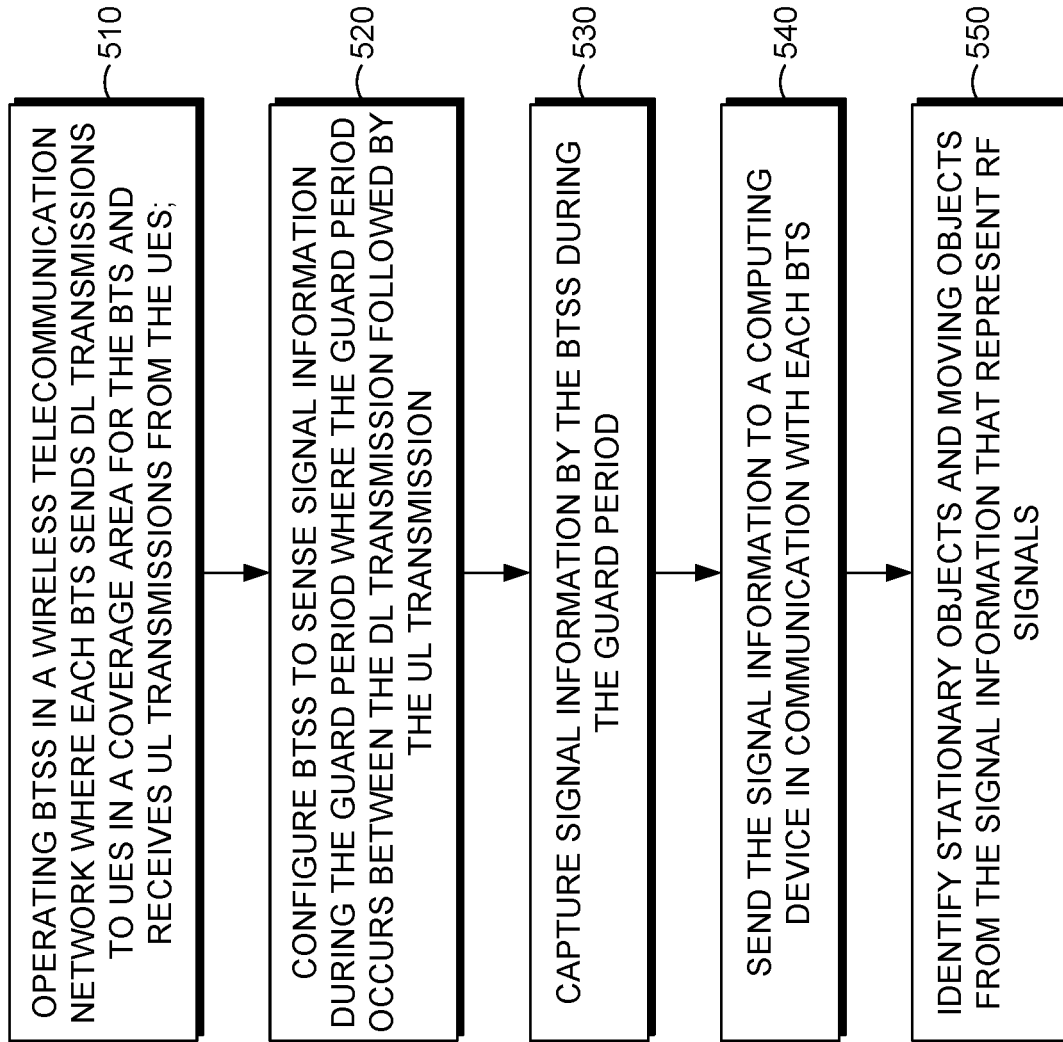 OPERATING BTSS IN A WIRELESS TELECOMMUNICATION
NETWORK WHERE EACH BTS SENDS DL TRANSMISSIONS
TO UES IN A COVERAGE AREA FOR THE BTS AND
RECEIVES UL TRANSMISSIONS FROM THE UES;
510
CONFIGURE BTSS TO SENSE SIGNAL INFORMATION
DURING THE GUARD PERIOD WHERE THE GUARD PERIOD
OCCURS BETWEEN THE DL TRANSMISSION FOLLOWED BY
THE UL TRANSMISSION
520
CAPTURE SIGNAL INFORMATION BY THE BTSS DURING
THE GUARD PERIOD
530
SEND THE SIGNAL INFORMATION TO A COMPUTING
DEVICE IN COMMUNICATION WITH EACH BTS
540
IDENTIFY STATIONARY OBJECTS AND MOVING OBJECTS
FROM THE SIGNAL INFORMATION THAT REPRESENT RF
SIGNALS
550